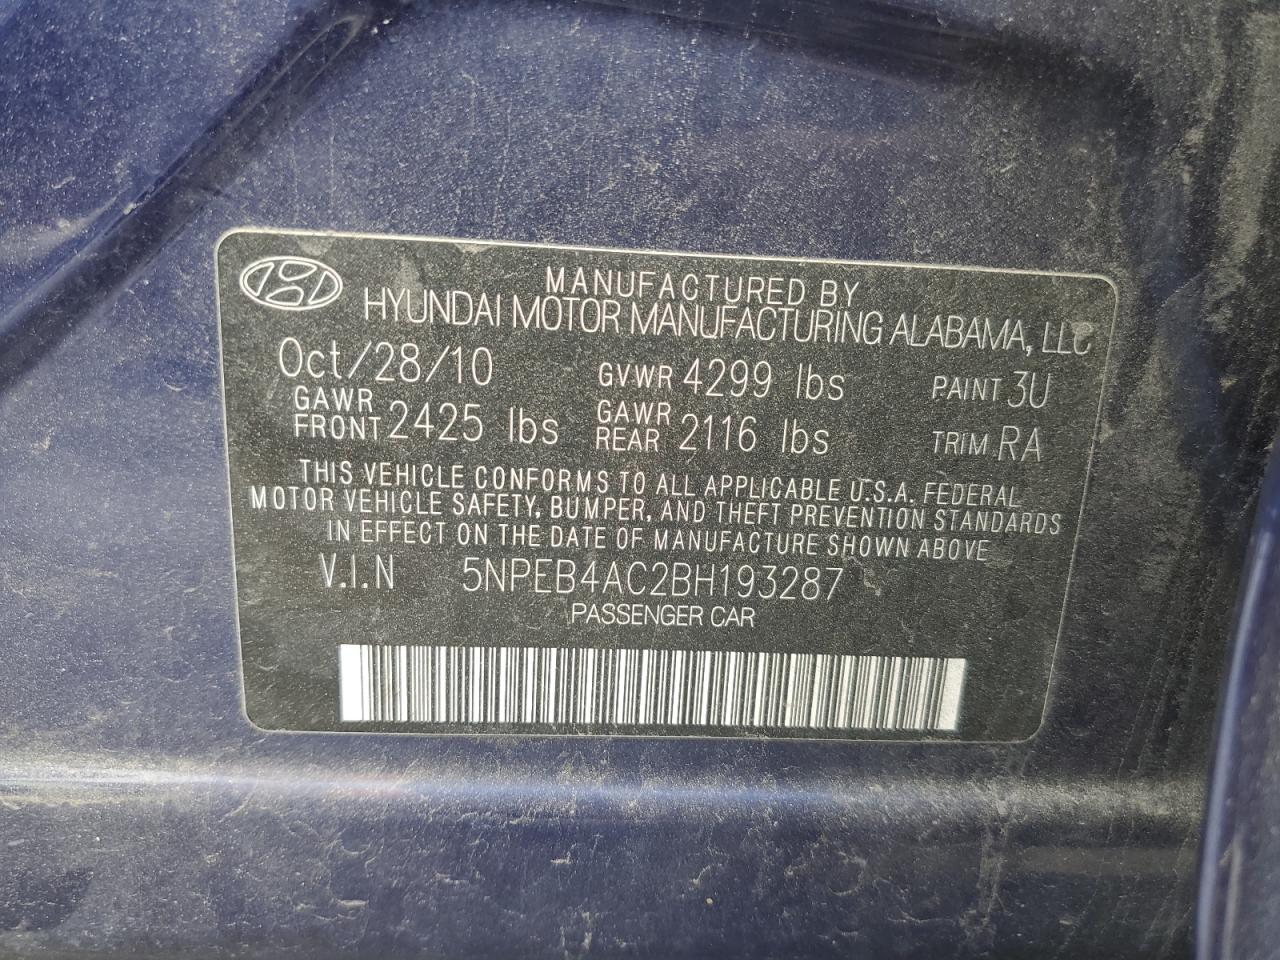 MANUFACTURED BY
HYUNDAI MOTOR MANUFACTURING ALABAMA, LLC
Oct/28/10 GVWR 4299 lbs PAINT 3U
GAWR FRONT 2425 lbs GAWR REAR 2116 lbs TRIM RA
THIS VEHICLE CONFORMS TO ALL APPLICABLE U.S.A. FEDERAL
MOTOR VEHICLE SAFETY, BUMPER, AND THEFT PREVENTION STANDARDS
IN EFFECT ON THE DATE OF MANUFACTURE SHOWN ABOVE
V.I.N 5NPEB4AC2BH193287
PASSENGER CAR